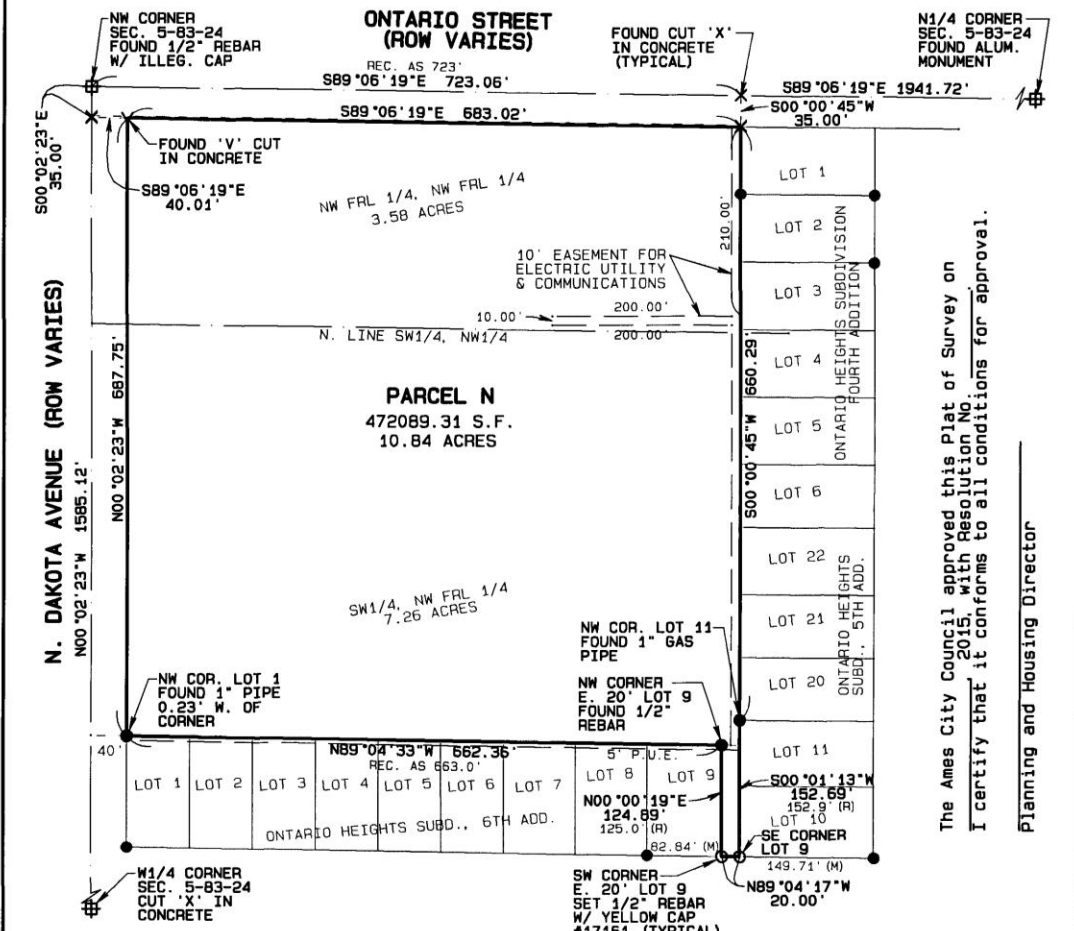 NW CORNER
SEC. 5-83-24
FOUND 1/2" REBAR
W/ ILLEG. CAP
ONTARIO STREET
(ROW VARIES)
REC. AS 723'
S89°06'19"E 723.06'
FOUND CUT 'X'
IN CONCRETE
(TYPICAL)
N1/4 CORNER
SEC. 5-83-24
FOUND ALUM.
MONUMENT
S89°06'19"E 1941.72'
S00°00'45"W
35.00'
S89°06'19"E 683.02'
S00°02'23"E
35.00'
FOUND 'V' CUT
IN CONCRETE
S89°06'19"E
40.01'
NW FRL 1/4, NW FRL 1/4
3.58 ACRES
210.00'
10' EASEMENT FOR
ELECTRIC UTILITY
& COMMUNICATIONS
10.00'
200.00'
200.00'
N. LINE SW1/4, NW1/4
PARCEL N
472089.31 S.F.
10.84 ACRES
N. DAKOTA AVENUE (ROW VARIES)
N00°02'23"W 1585.12'
N00°02'23"W 687.75'
S00°00'45"W 660.29'
LOT 1
LOT 2
LOT 3
LOT 4
LOT 5
LOT 6
LOT 22
LOT 21
LOT 20
LOT 11
LOT 10
ONTARIO HEIGHTS SUBDIVISION
FOURTH ADDITION
ONTARIO HEIGHTS
SUBD., 5TH ADD.
SW1/4, NW FRL 1/4
7.26 ACRES
NW COR. LOT 11
FOUND 1" GAS
PIPE
NW CORNER
E. 20' LOT 9
FOUND 1/2"
REBAR
NW COR. LOT 1
FOUND 1" PIPE
0.23' W. OF
CORNER
40'
N89°04'33"W 662.36'
REC. AS 663.0'
5' P.U.E.
LOT 1
LOT 2
LOT 3
LOT 4
LOT 5
LOT 6
LOT 7
LOT 8
LOT 9
ONTARIO HEIGHTS SUBD., 6TH ADD.
N00°00'19"E
124.89'
125.0' (R)
82.84' (M)
S00°01'13"W
152.69'
152.9' (R)
SE CORNER
LOT 9
149.71' (M)
N89°04'17"W
20.00'
SW CORNER
E. 20' LOT 9
SET 1/2" REBAR
W/ YELLOW CAP
#17161 (TYPICAL)
W1/4 CORNER
SEC. 5-83-24
CUT 'X' IN
CONCRETE
The Ames City Council approved this Plat of Survey on
2015, with Resolution No.
I certify that it conforms to all conditions for approval.
Planning and Housing Director